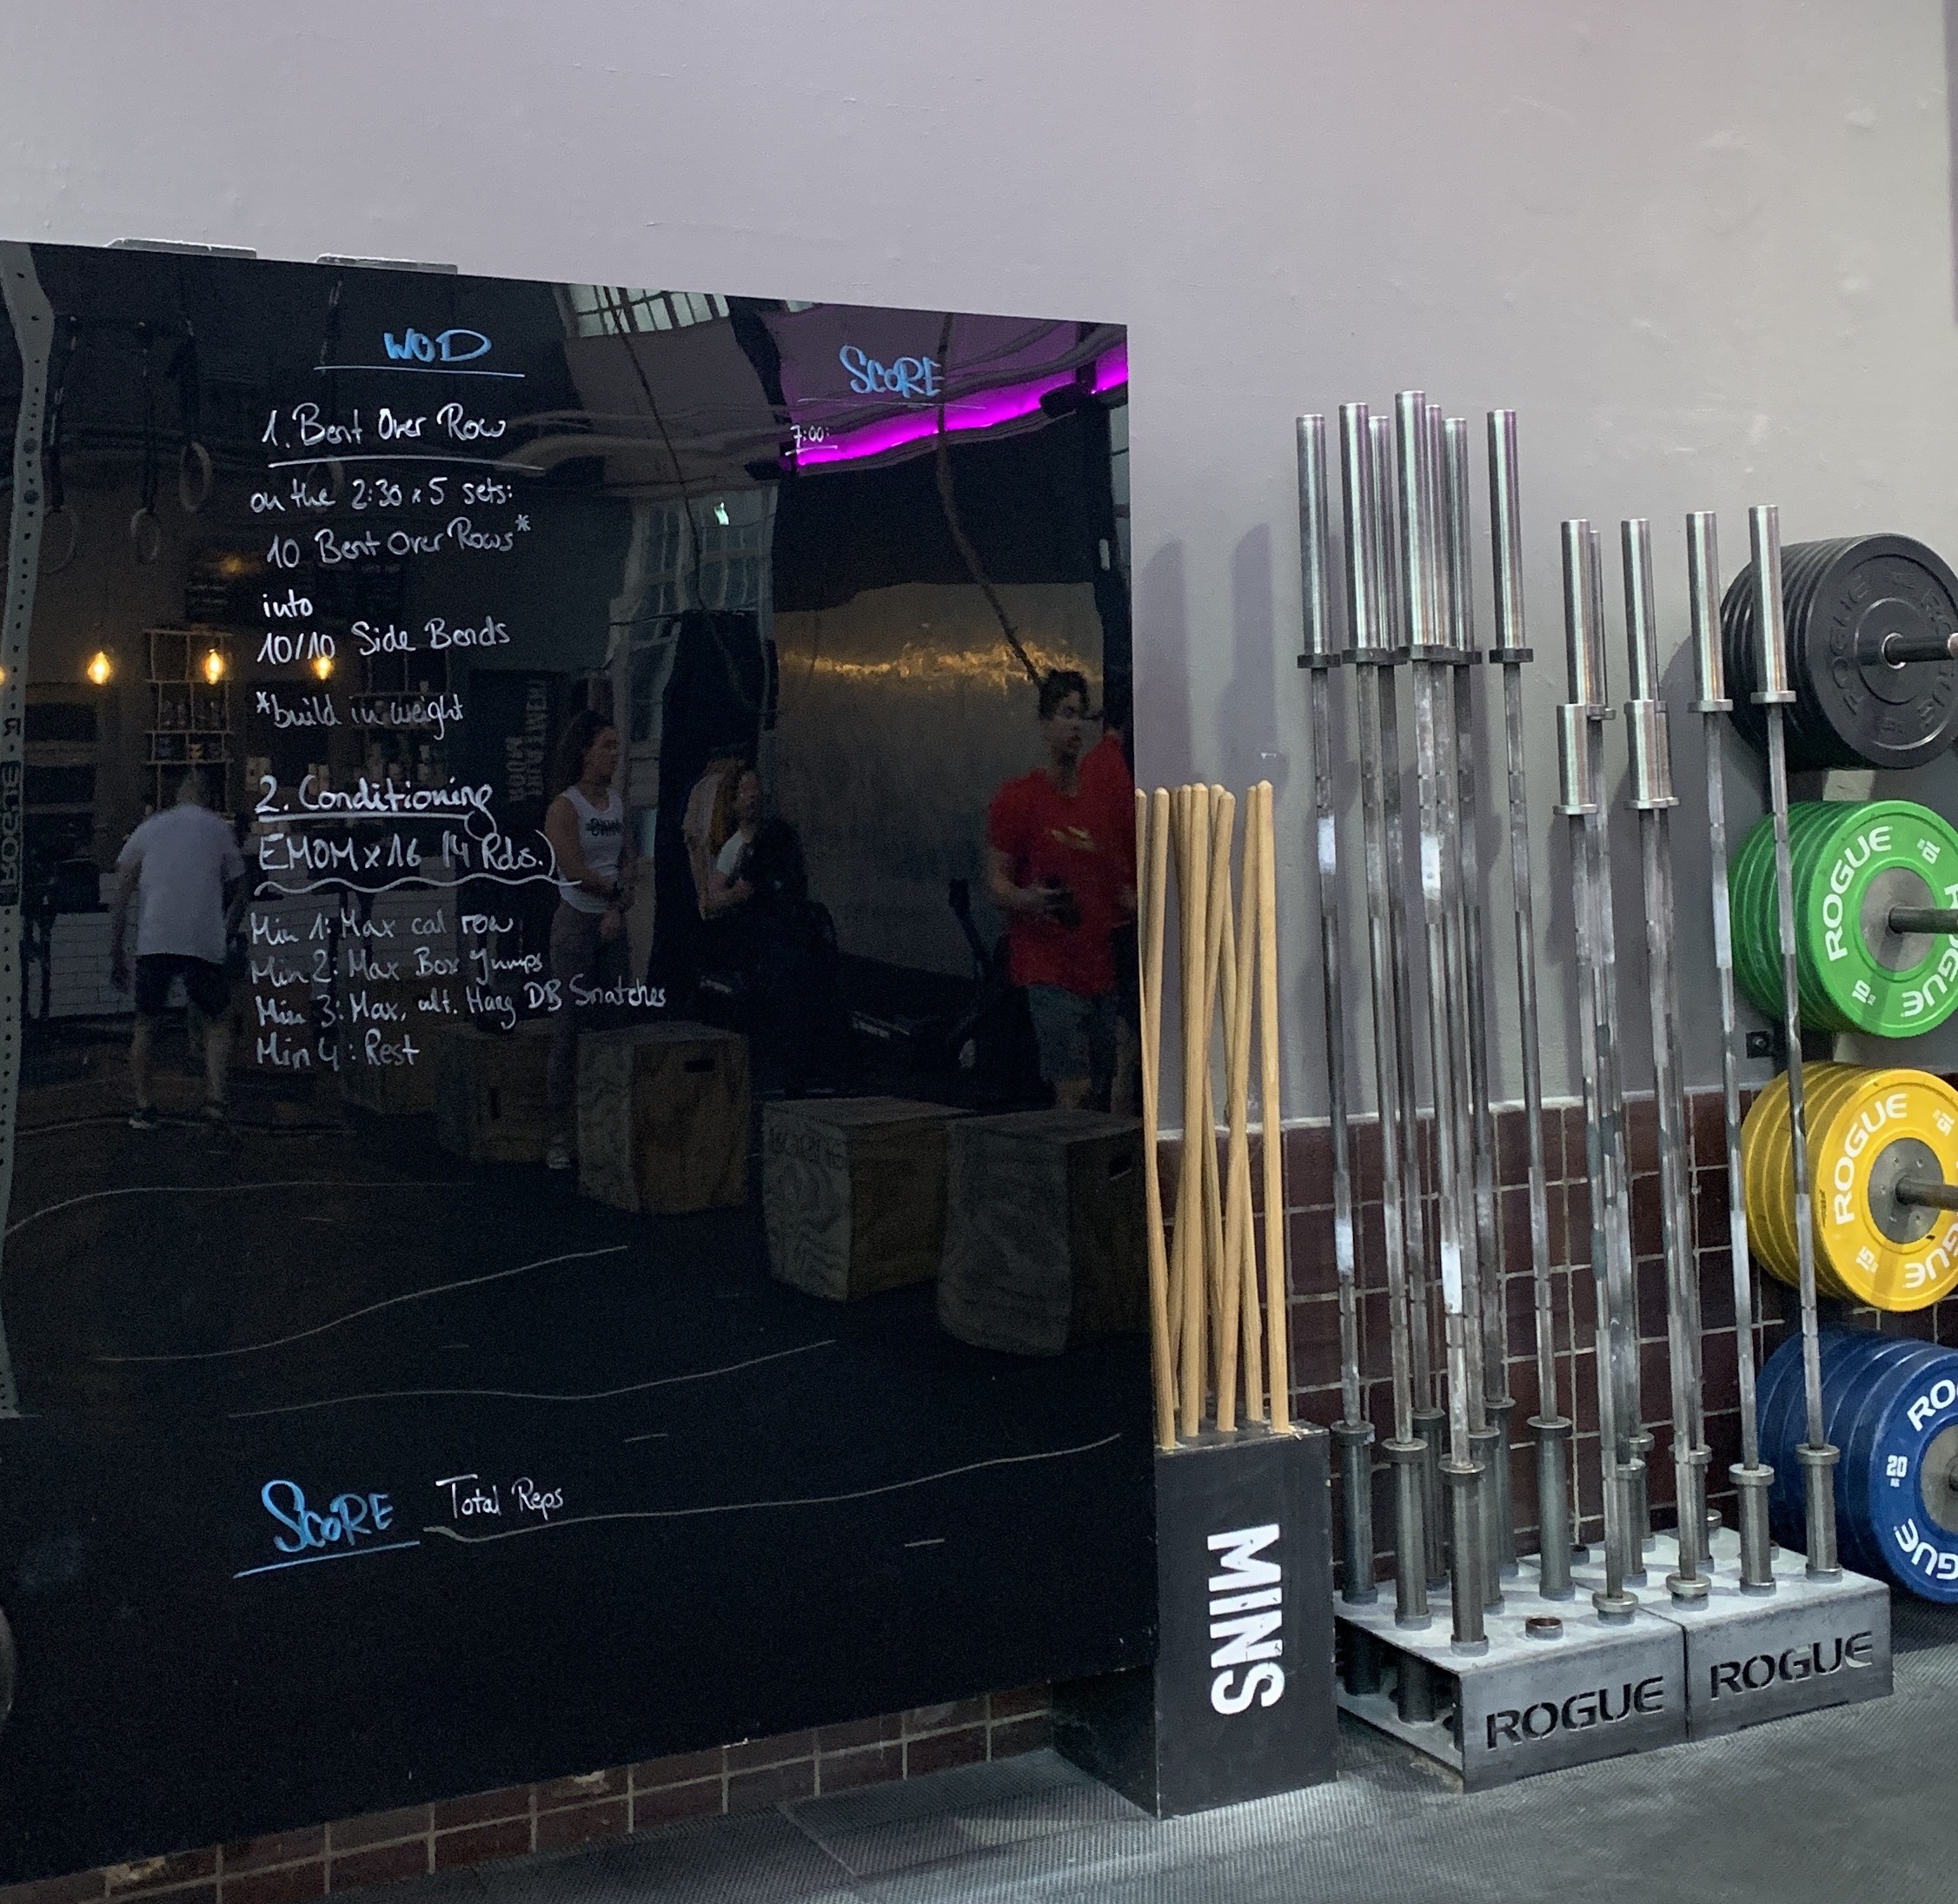 WOD
1. Bent Over Row
on the 2:30 x 5 sets:
10 Bent Over Rows*
into
10/10 Side Bends
*build in weight
2. Conditioning
EMOM x 16 (4 Rds.)
Min 1: Max cal row
Min 2: Max Box Jumps
Min 3: Max. alt. Hang DB Snatches
Min 4: Rest
SCORE Total Reps
SCORE
7:00:
MINS
ROGUE
ROGUE
ROGUE
ROGUE
10
ROGUE
ROGUE
15
20
ROGUE